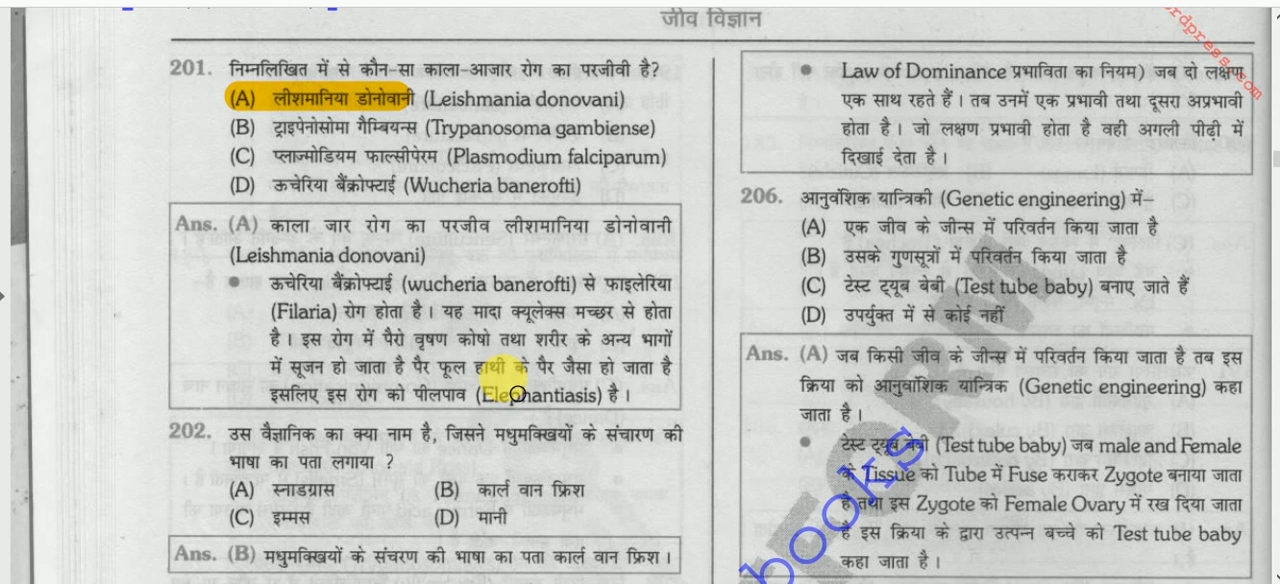 जीव विज्ञान
201. निम्नलिखित में से कौन-सा काला-आजार रोग का परजीवी है?
(A) लीशमानिया डोनोवानी (Leishmania donovani)
(B) ट्राइपेनोसोमा गैम्बियन्स (Trypanosoma gambiense)
(C) प्लाज्मोडियम फाल्सीपेरम (Plasmodium falciparum)
(D) ऊचेरिया बैंक्रोफ्टाई (Wucheria banerofti)
Ans. (A) काला जार रोग का परजीव लीशमानिया डोनोवानी
(Leishmania donovani)
● ऊचेरिया बैंक्रोफ्टाई (wucheria banerofti) से फाइलेरिया
(Filaria) रोग होता है। यह मादा क्यूलेक्स मच्छर से होता
है। इस रोग में पैरो वृषण कोषो तथा शरीर के अन्य भागों
में सूजन हो जाता है पैर फूल हाथी के पैर जैसा हो जाता है
इसलिए इस रोग को पीलपाव (Elephantiasis) है।
202. उस वैज्ञानिक का क्या नाम है, जिसने मधुमक्खियों के संचारण की
भाषा का पता लगाया ?
(A) स्नाडग्रास (B) कार्ल वान फ्रिश
(C) इम्मस (D) मांनी
Ans. (B) मधुमक्खियों के संचरण की भाषा का पता कार्ल वान फ्रिश।
● Law of Dominance प्रभाविता का नियम) जब दो लक्षण
एक साथ रहते हैं। तब उनमें एक प्रभावी तथा दूसरा अप्रभावी
होता है। जो लक्षण प्रभावी होता है वही अगली पीढ़ी में
दिखाई देता है।
206. आनुवंशिक यान्त्रिकी (Genetic engineering) में–
(A) एक जीव के जीन्स में परिवर्तन किया जाता है
(B) उसके गुणसूत्रों में परिवर्तन किया जाता है
(C) टेस्ट ट्यूब बेबी (Test tube baby) बनाए जाते हैं
(D) उपर्युक्त में से कोई नहीं
Ans. (A) जब किसी जीव के जीन्स में परिवर्तन किया जाता है तब इस
क्रिया को आनुवांशिक यान्त्रिक (Genetic engineering) कहा
जाता है।
● टेस्ट ट्यूब बेबी (Test tube baby) जब male and Female
के Tissue को Tube में Fuse कराकर Zygote बनाया जाता
है तथा इस Zygote को Female Ovary में रख दिया जाता
है इस क्रिया के द्वारा उत्पन्न बच्चे को Test tube baby
कहा जाता है।
rdpress.com
books